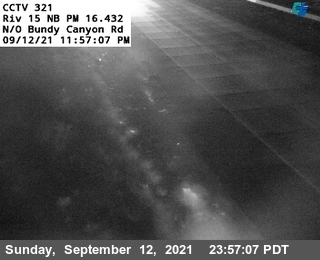 CCTV 321
Riv 15 NB PM 16.432
N/O Bundy Canyon Rd
09/12/21 11:57:07 PM
Sunday, September 12, 2021 23:57:07 PDT